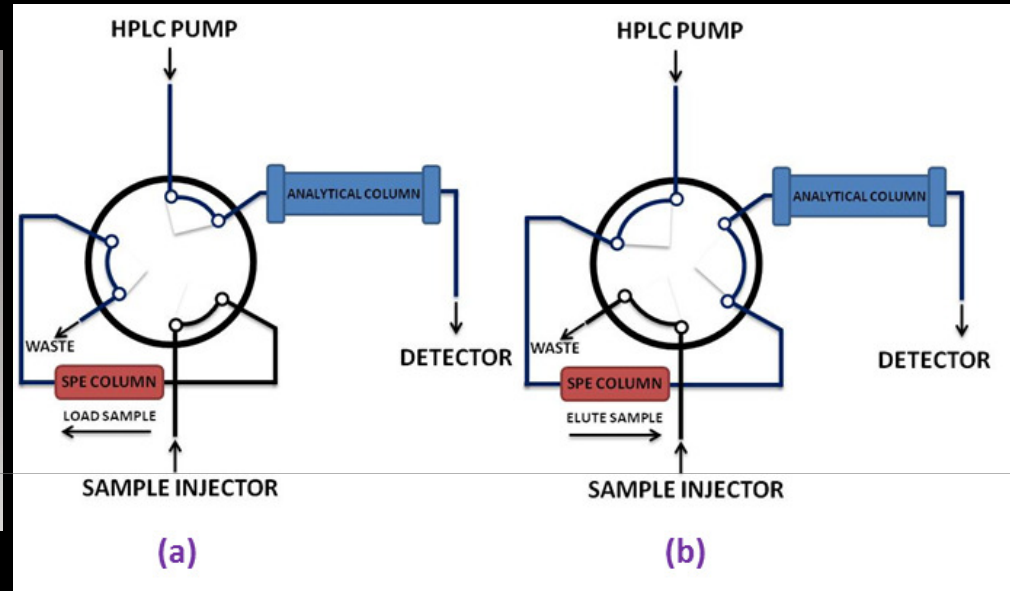 HPLC PUMP
ANALYTICAL COLUMN
WASTE
DETECTOR
SPE COLUMN
LOAD SAMPLE
SAMPLE INJECTOR
(a)
HPLC PUMP
ANALYTICAL COLUMN
WASTE
DETECTOR
SPE COLUMN
ELUTE SAMPLE
SAMPLE INJECTOR
(b)